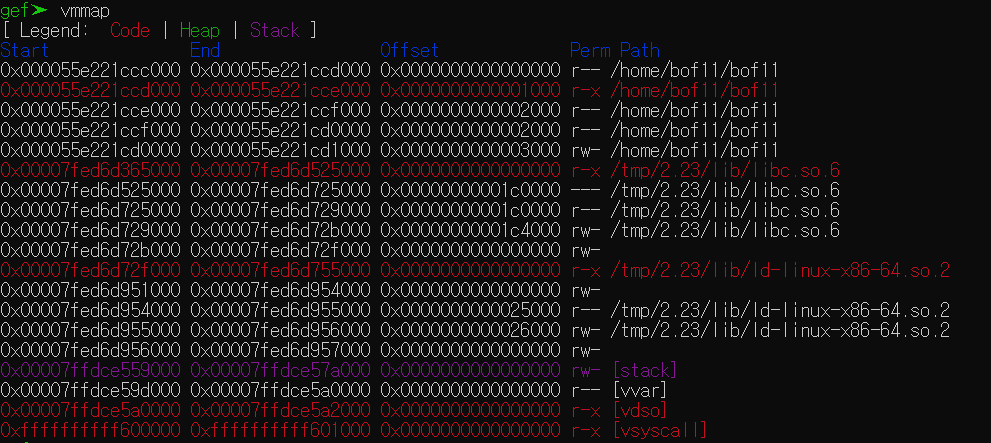 gef➤  vmmap
[ Legend:  Code | Heap | Stack ]
Start              End                Offset             Perm Path
0x000055e221ccc000 0x000055e221ccd000 0x0000000000000000 r-- /home/bof11/bof11
0x000055e221ccd000 0x000055e221cce000 0x0000000000001000 r-x /home/bof11/bof11
0x000055e221cce000 0x000055e221ccf000 0x0000000000002000 r-- /home/bof11/bof11
0x000055e221ccf000 0x000055e221cd0000 0x0000000000002000 r-- /home/bof11/bof11
0x000055e221cd0000 0x000055e221cd1000 0x0000000000003000 rw- /home/bof11/bof11
0x00007fed6d365000 0x00007fed6d525000 0x0000000000000000 r-x /tmp/2.23/lib/libc.so.6
0x00007fed6d525000 0x00007fed6d725000 0x00000000001c0000 --- /tmp/2.23/lib/libc.so.6
0x00007fed6d725000 0x00007fed6d729000 0x00000000001c0000 r-- /tmp/2.23/lib/libc.so.6
0x00007fed6d729000 0x00007fed6d72b000 0x00000000001c4000 rw- /tmp/2.23/lib/libc.so.6
0x00007fed6d72b000 0x00007fed6d72f000 0x0000000000000000 rw-
0x00007fed6d72f000 0x00007fed6d755000 0x0000000000000000 r-x /tmp/2.23/lib/ld-linux-x86-64.so.2
0x00007fed6d951000 0x00007fed6d954000 0x0000000000000000 rw-
0x00007fed6d954000 0x00007fed6d955000 0x0000000000025000 r-- /tmp/2.23/lib/ld-linux-x86-64.so.2
0x00007fed6d955000 0x00007fed6d956000 0x0000000000026000 rw- /tmp/2.23/lib/ld-linux-x86-64.so.2
0x00007fed6d956000 0x00007fed6d957000 0x0000000000000000 rw-
0x00007ffdce559000 0x00007ffdce57a000 0x0000000000000000 rw- [stack]
0x00007ffdce59d000 0x00007ffdce5a0000 0x0000000000000000 r-- [vvar]
0x00007ffdce5a0000 0x00007ffdce5a2000 0x0000000000000000 r-x [vdso]
0xffffffffff600000 0xffffffffff601000 0x0000000000000000 r-x [vsyscall]